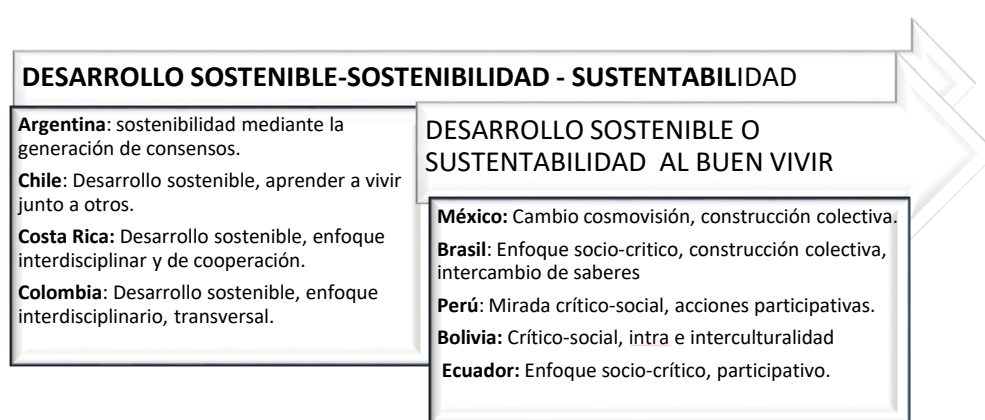 DESARROLLO SOSTENIBLE-SOSTENIBILIDAD - SUSTENTABILIDAD
Argentina: sostenibilidad mediante la
generación de consensos.
Chile: Desarrollo sostenible, aprender a vivir
junto a otros.
Costa Rica: Desarrollo sostenible, enfoque
interdisciplinar y de cooperación.
Colombia: Desarrollo sostenible, enfoque
interdisciplinario, transversal.
DESARROLLO SOSTENIBLE O
SUSTENTABILIDAD AL BUEN VIVIR
México: Cambio cosmovisión, construcción colectiva.
Brasil: Enfoque socio-critico, construcción colectiva,
intercambio de saberes
Perú: Mirada crítico-social, acciones participativas.
Bolivia: Crítico-social, intra e interculturalidad
Ecuador: Enfoque socio-crítico, participativo.